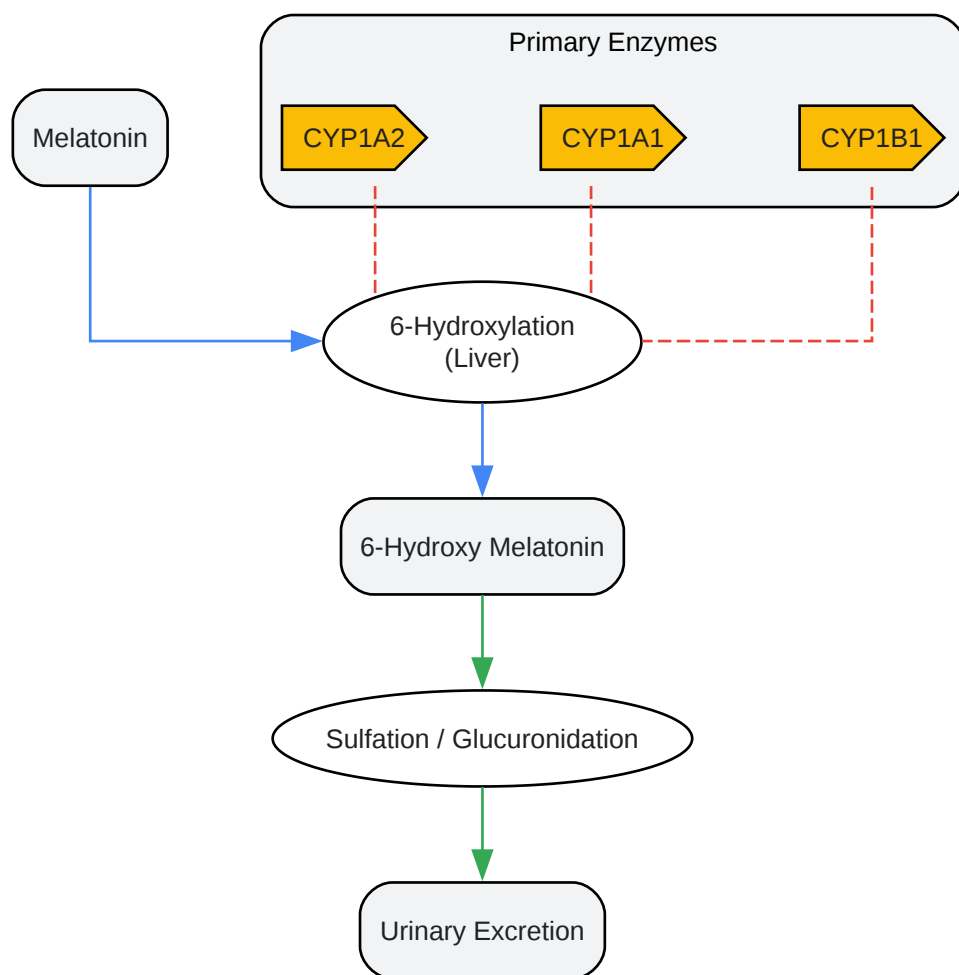 Primary Enzymes
Melatonin
CYP1A2
CYP1A1
CYP1B1
6-Hydroxylation
(Liver)
6-Hydroxy Melatonin
Sulfation / Glucuronidation
Urinary Excretion